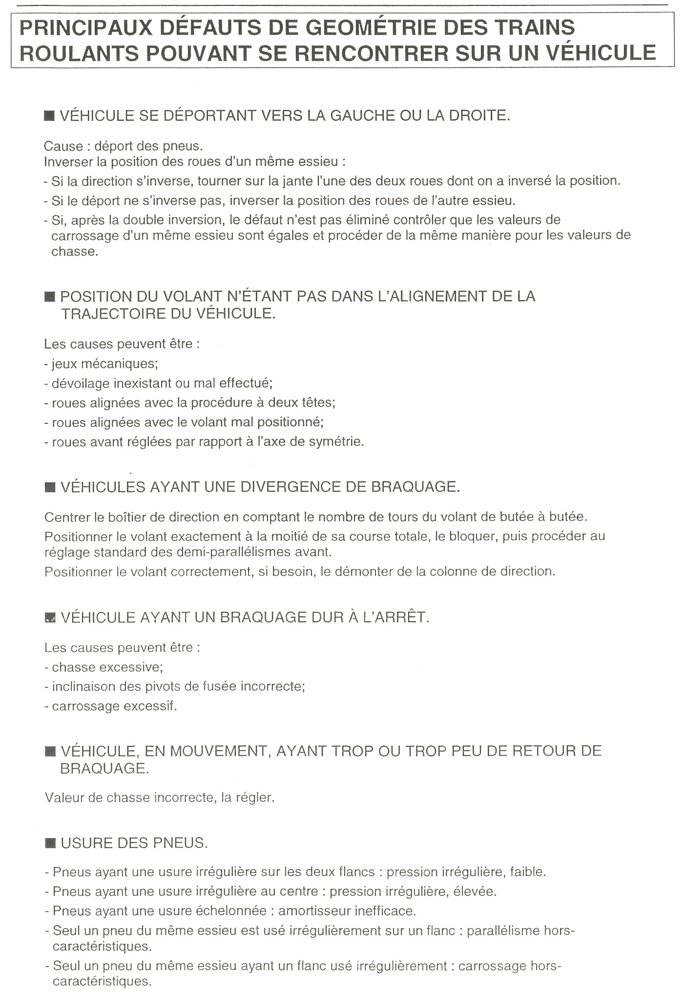 PRINCIPAUX DÉFAUTS DE GEOMÉTRIE DES TRAINS
ROULANTS POUVANT SE RENCONTRER SUR UN VÉHICULE
■ VÉHICULE SE DÉPORTANT VERS LA GAUCHE OU LA DROITE.
Cause : déport des pneus.
Inverser la position des roues d'un même essieu :
- Si la direction s'inverse, tourner sur la jante l'une des deux roues dont on a inversé la position.
- Si le déport ne s'inverse pas, inverser la position des roues de l'autre essieu.
- Si, après la double inversion, le défaut n'est pas éliminé contrôler que les valeurs de
carrossage d'un même essieu sont égales et procéder de la même manière pour les valeurs de
chasse.
■ POSITION DU VOLANT N'ÉTANT PAS DANS L'ALIGNEMENT DE LA
TRAJECTOIRE DU VÉHICULE.
Les causes peuvent être :
- jeux mécaniques;
- dévoilage inexistant ou mal effectué;
- roues alignées avec la procédure à deux têtes;
- roues alignées avec le volant mal positionné;
- roues avant réglées par rapport à l'axe de symétrie.
■ VÉHICULES AYANT UNE DIVERGENCE DE BRAQUAGE.
Centrer le boîtier de direction en comptant le nombre de tours du volant de butée à butée.
Positionner le volant exactement à la moitié de sa course totale, le bloquer, puis procéder au
réglage standard des demi-parallélismes avant.
Positionner le volant correctement, si besoin, le démonter de la colonne de direction.
■ VÉHICULE AYANT UN BRAQUAGE DUR À L'ARRÊT.
Les causes peuvent être :
- chasse excessive;
- inclinaison des pivots de fusée incorrecte;
- carrossage excessif.
■ VÉHICULE, EN MOUVEMENT, AYANT TROP OU TROP PEU DE RETOUR DE
BRAQUAGE.
Valeur de chasse incorrecte, la régler.
■ USURE DES PNEUS.
- Pneus ayant une usure irrégulière sur les deux flancs : pression irrégulière, faible.
- Pneus ayant une usure irrégulière au centre : pression irrégulière, élevée.
- Pneus ayant une usure échelonnée : amortisseur inefficace.
- Seul un pneu du même essieu est usé irrégulièrement sur un flanc : parallélisme hors-
caractéristiques.
- Seul un pneu du même essieu ayant un flanc usé irrégulièrement : carrossage hors-
caractéristiques.